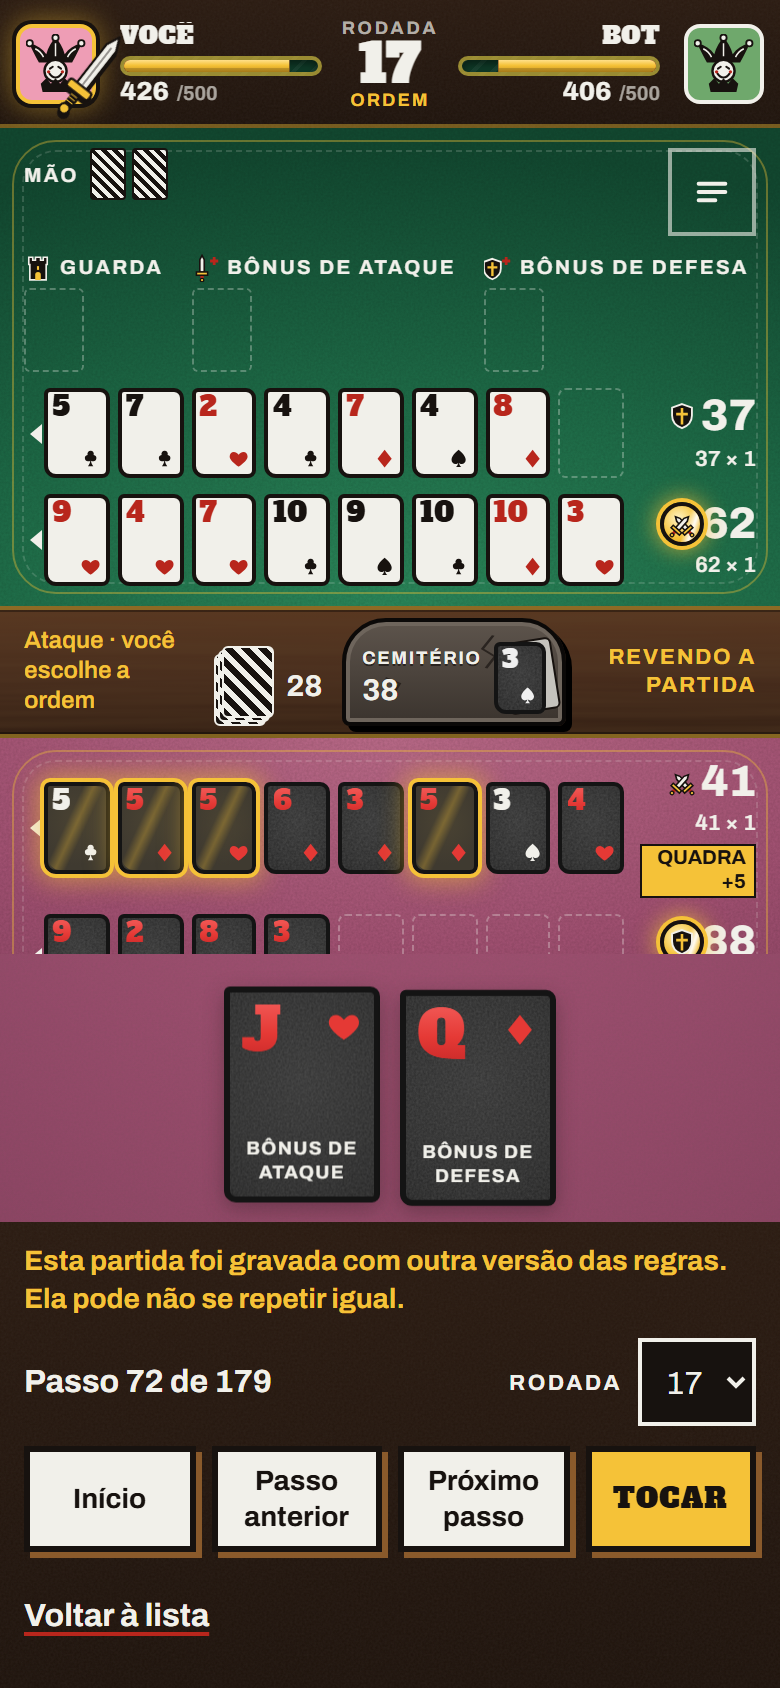 VOCÊ
426 /500
RODADA
17
ORDEM
BOT
406 /500
MÃO
GUARDA
BÔNUS DE ATAQUE
BÔNUS DE DEFESA
5 7 2 4 7 4 8
37
37 × 1
9 4 7 10 9 10 10 3
62
62 × 1
Ataque · você
escolhe a
ordem
28
CEMITÉRIO
38
3
REVENDO A
PARTIDA
5 5 5 6 3 5 3 4
41
41 × 1
QUADRA
+5
9 2 8 3
88
J
BÔNUS DE
ATAQUE
Q
BÔNUS DE
DEFESA
Esta partida foi gravada com outra versão das regras.
Ela pode não se repetir igual.
Passo 72 de 179
RODADA
17
Início
Passo
anterior
Próximo
passo
TOCAR
Voltar à lista